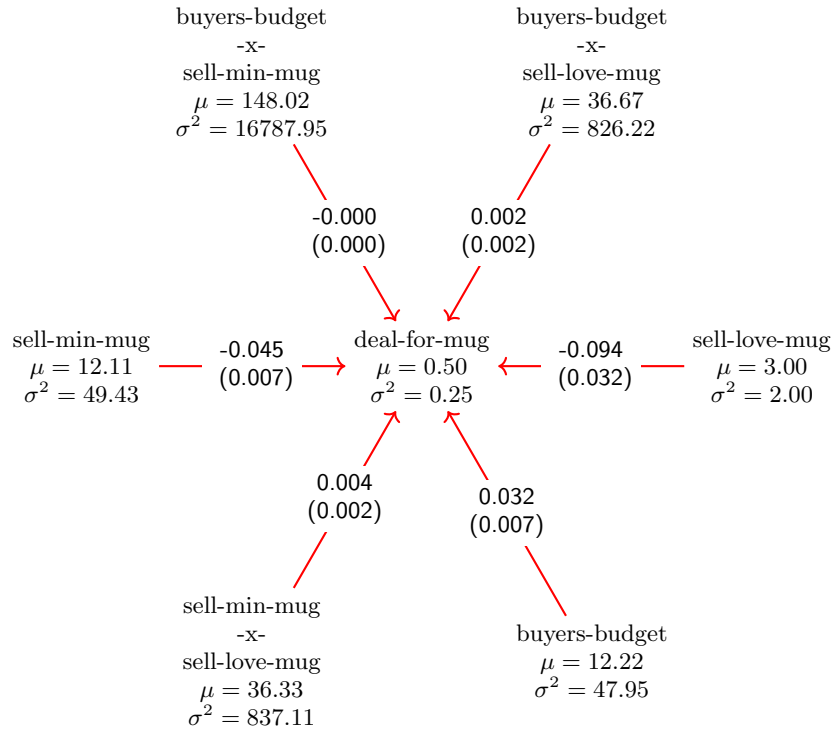 buyers-budget
-x-
sell-min-mug
μ = 148.02
σ² = 16787.95
buyers-budget
-x-
sell-love-mug
μ = 36.67
σ² = 826.22
-0.000
(0.000)
0.002
(0.002)
sell-min-mug
μ = 12.11
σ² = 49.43
-0.045
(0.007)
deal-for-mug
μ = 0.50
σ² = 0.25
-0.094
(0.032)
sell-love-mug
μ = 3.00
σ² = 2.00
0.004
(0.002)
0.032
(0.007)
sell-min-mug
-x-
sell-love-mug
μ = 36.33
σ² = 837.11
buyers-budget
μ = 12.22
σ² = 47.95